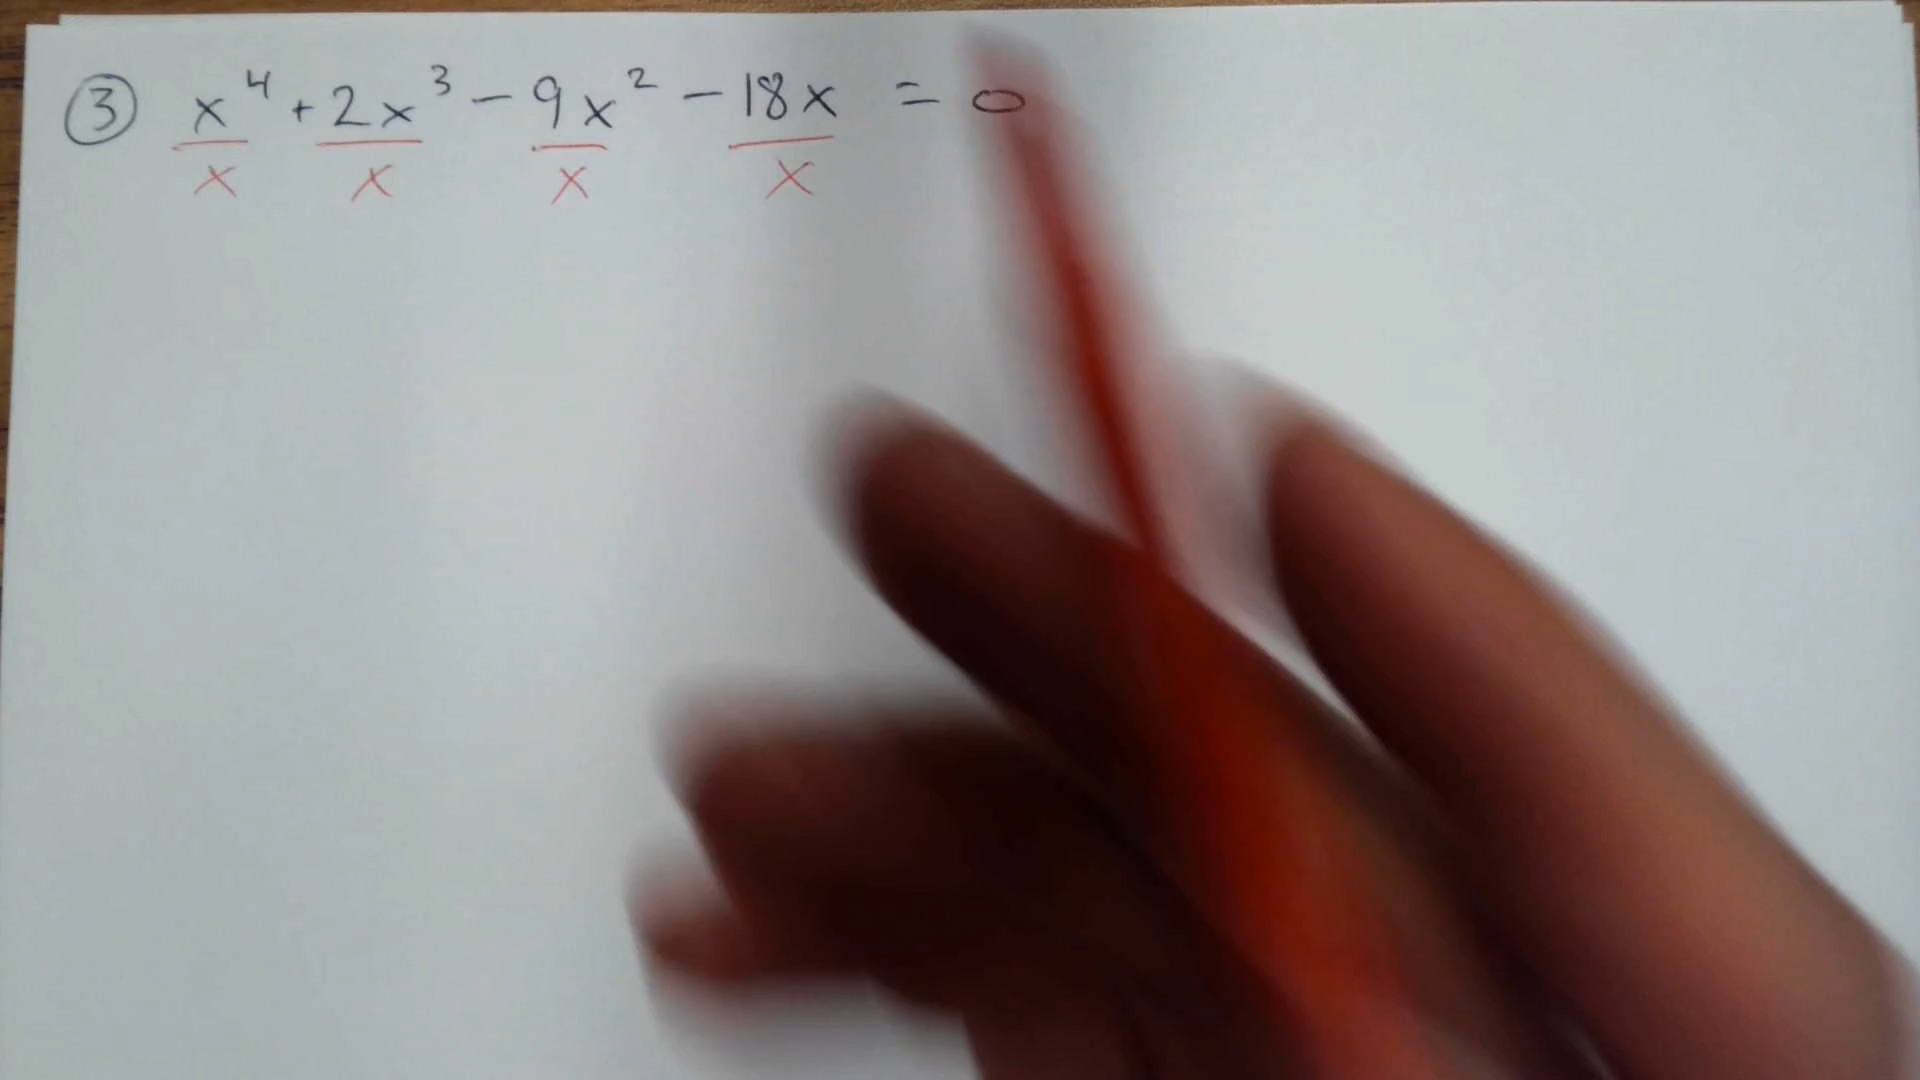 ③ x⁴ + 2x³ - 9x² - 18x = 0
x x x x